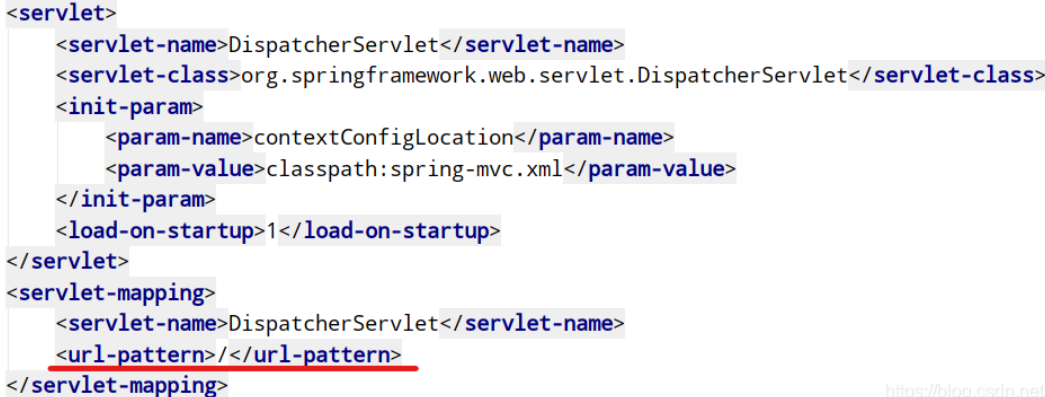 <servlet>
<servlet-name>DispatcherServlet</servlet-name>
<servlet-class>org.springframework.web.servlet.DispatcherServlet</servlet-class>
<init-param>
<param-name>contextConfigLocation</param-name>
<param-value>classpath:spring-mvc.xml</param-value>
</init-param>
<load-on-startup>1</load-on-startup>
</servlet>
<servlet-mapping>
<servlet-name>DispatcherServlet</servlet-name>
<url-pattern>/</url-pattern>
</servlet-mapping>
https://blog.csdn.net